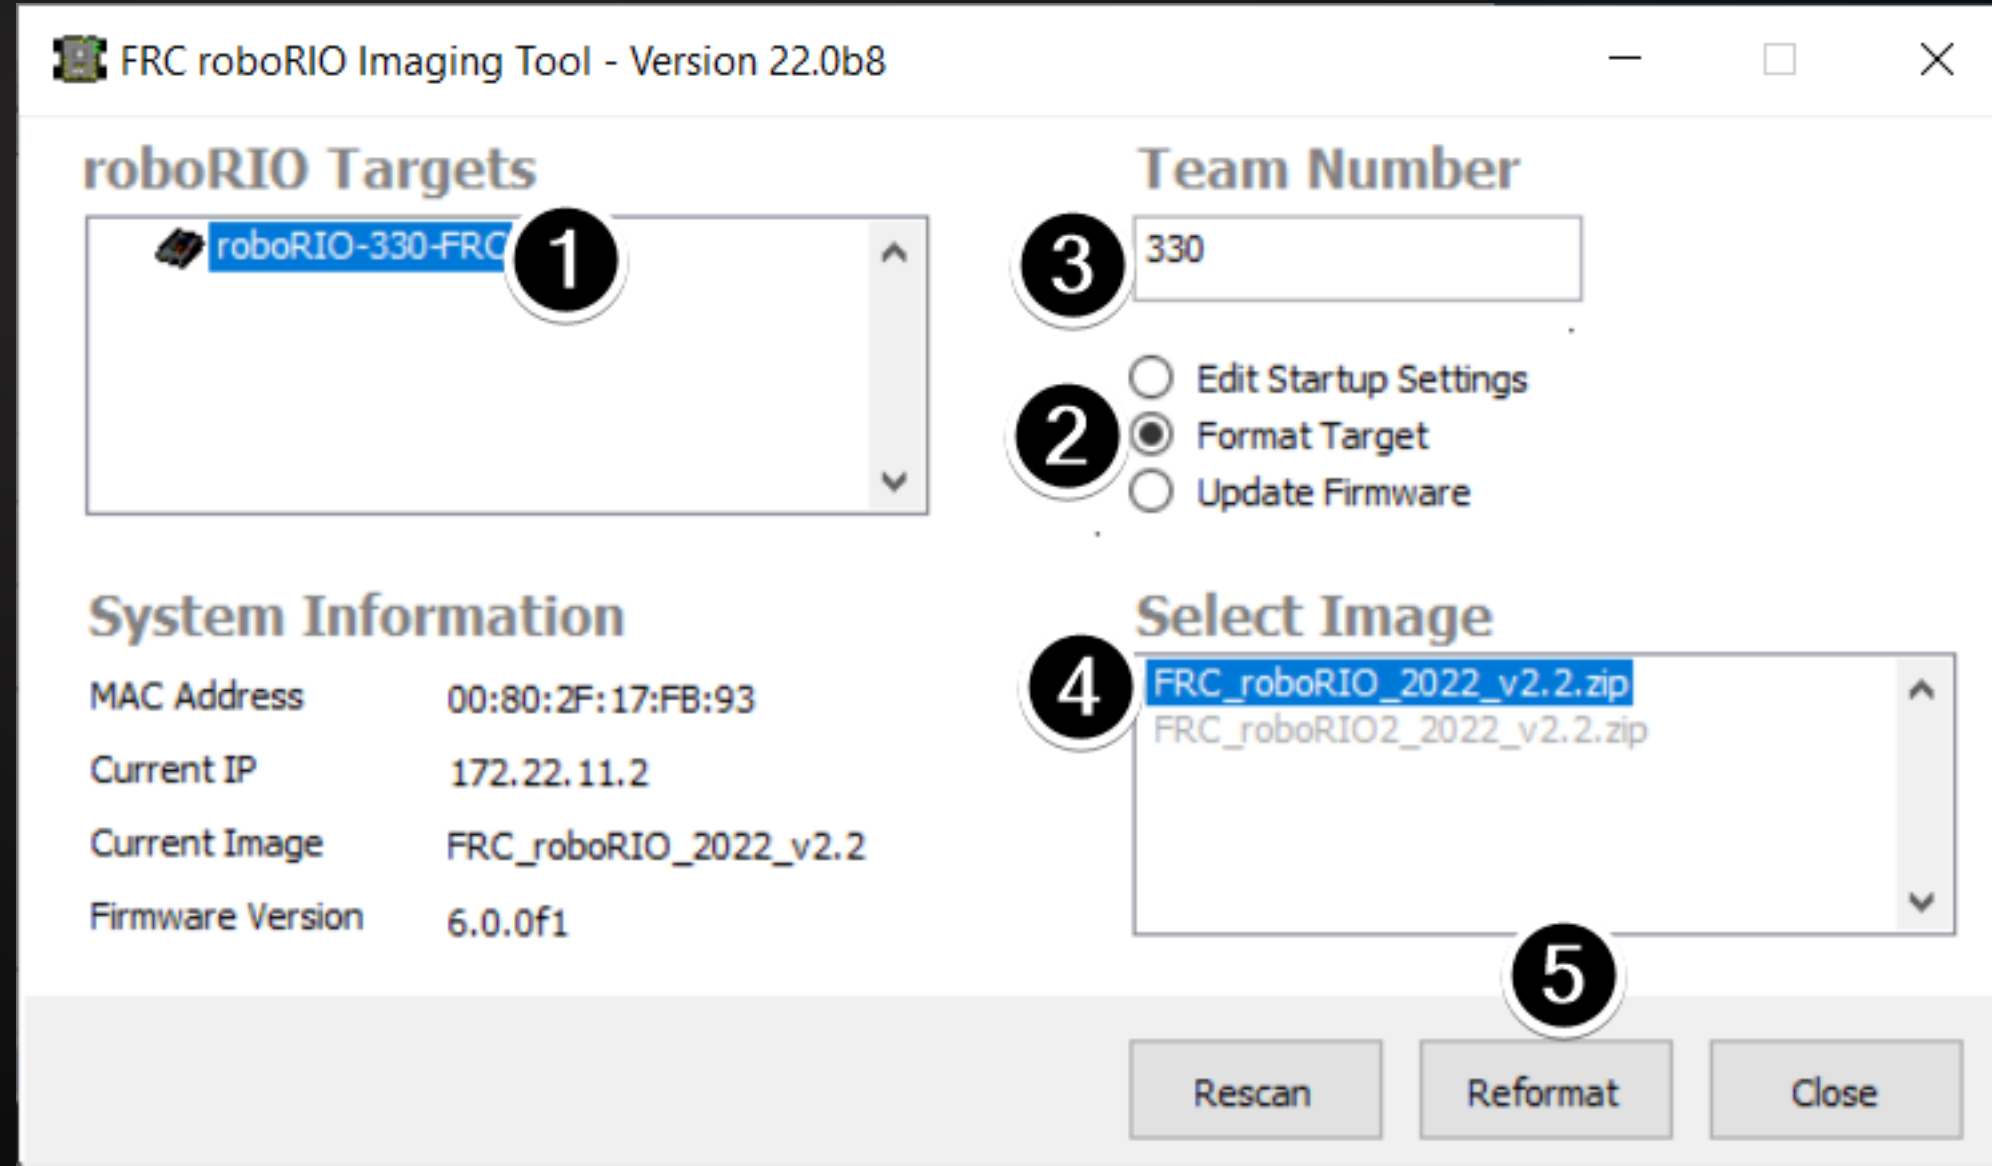 FRC roboRIO Imaging Tool - Version 22.0b8
roboRIO Targets
roboRIO-330-FRC
1
Team Number
3
330
Edit Startup Settings
2
Format Target
Update Firmware
System Information
MAC Address 00:80:2F:17:FB:93
Current IP 172.22.11.2
Current Image FRC_roboRIO_2022_v2.2
Firmware Version 6.0.0f1
Select Image
4
FRC_roboRIO_2022_v2.2.zip
FRC_roboRIO2_2022_v2.2.zip
5
Rescan
Reformat
Close